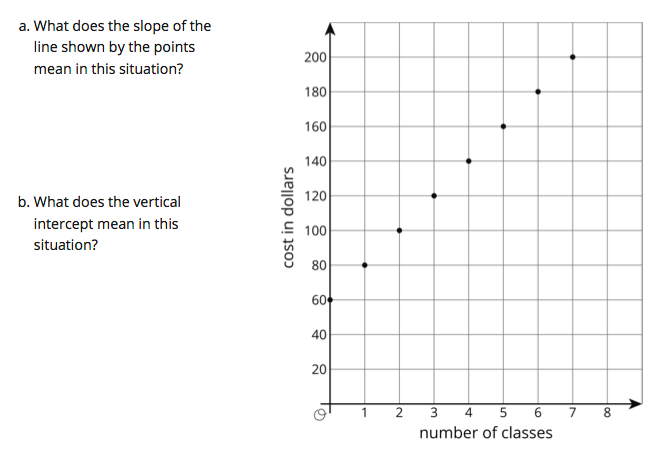 a. What does the slope of the
line shown by the points
mean in this situation?
b. What does the vertical
intercept mean in this
situation?
cost in dollars
200
180
160
140
120
100
80
60
40
20
O
1 2 3 4 5 6 7 8
number of classes